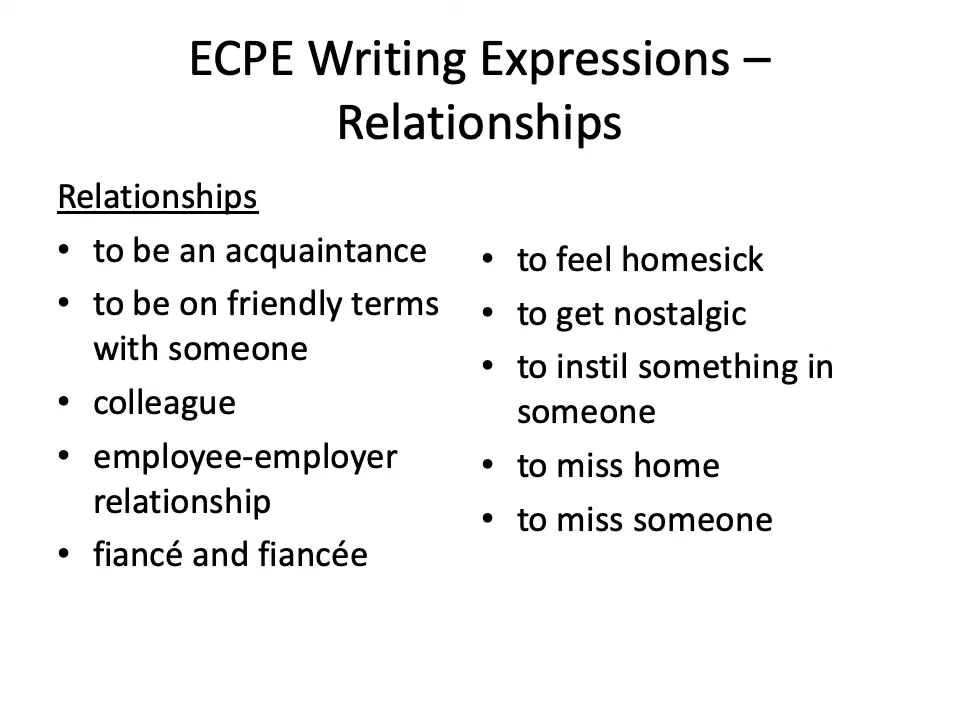 ECPE Writing Expressions –
Relationships
Relationships
• to be an acquaintance
• to be on friendly terms
with someone
• colleague
• employee-employer
relationship
• fiancé and fiancée
• to feel homesick
• to get nostalgic
• to instil something in
someone
• to miss home
• to miss someone